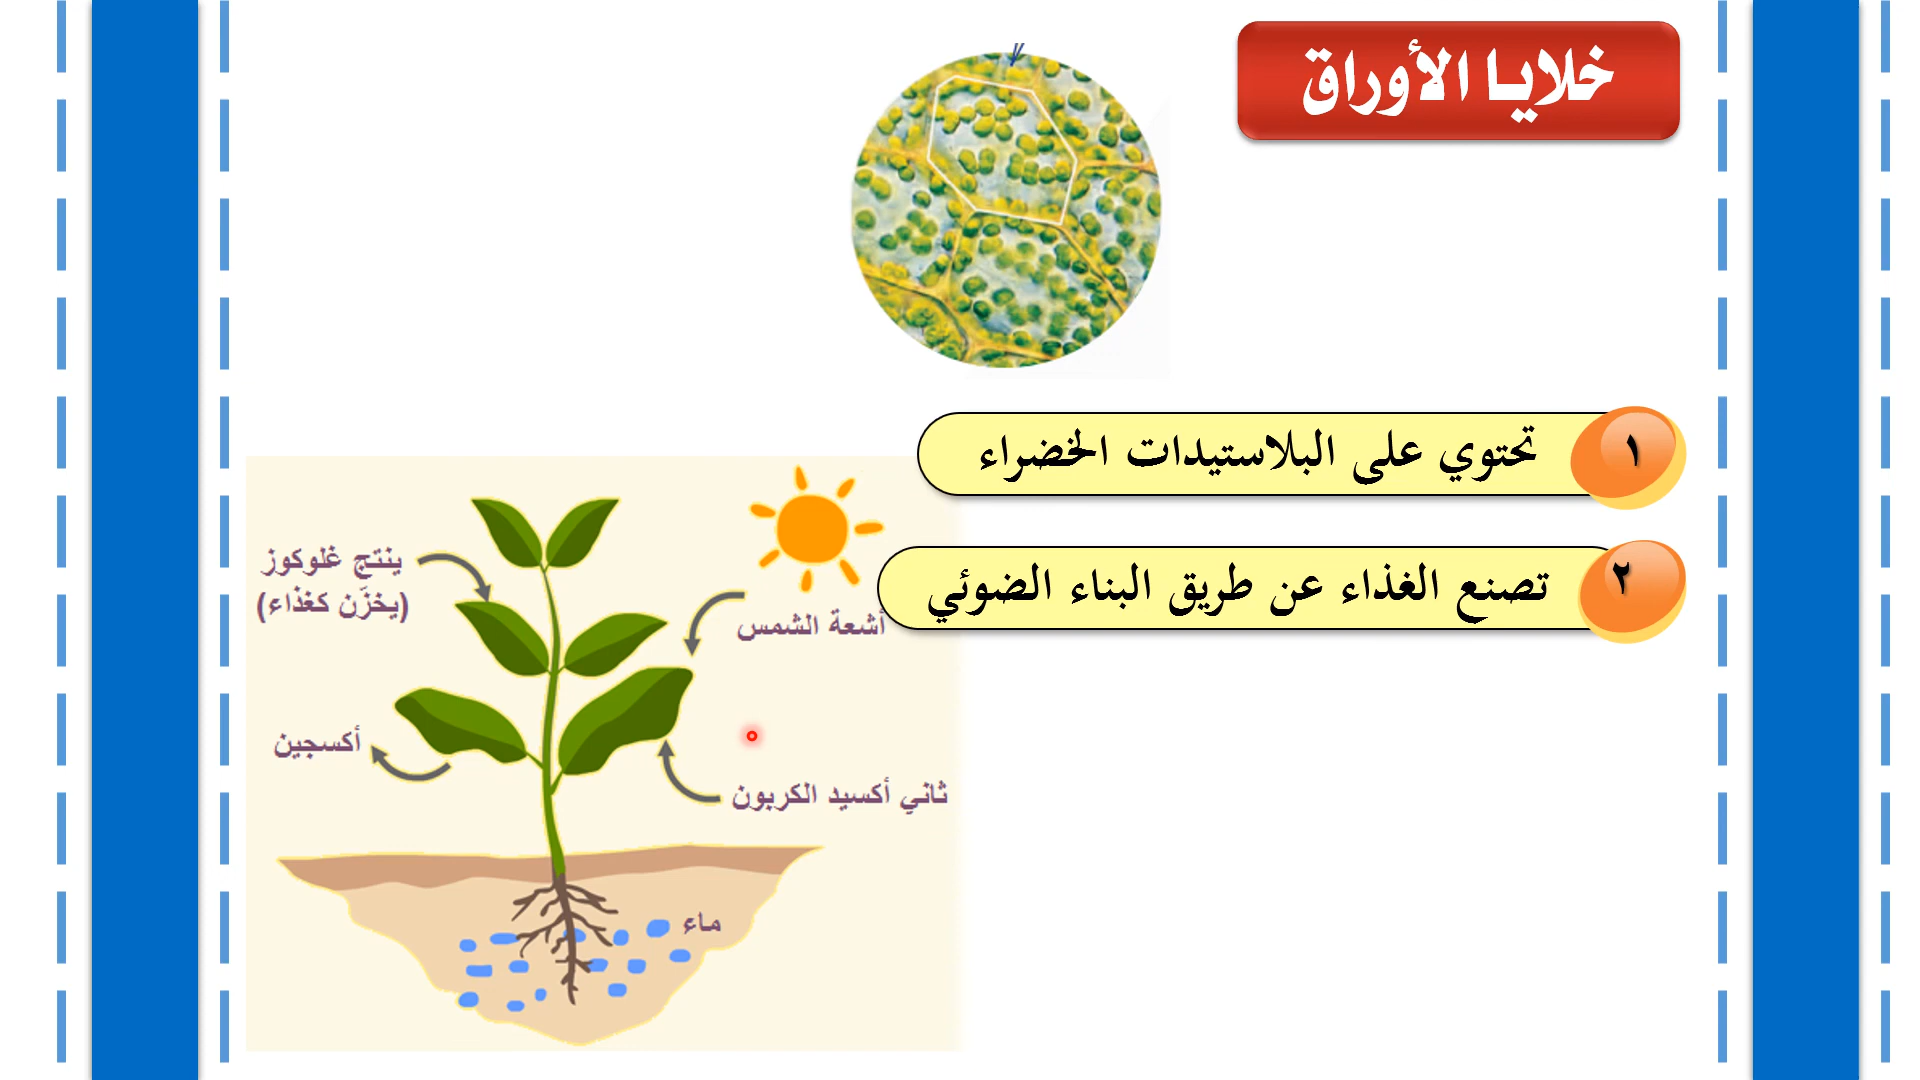 خلايا الأوراق
١ تحتوي على البلاستيدات الخضراء
٢ تصنع الغذاء عن طريق البناء الضوئي
ينتج غلوكوز
(يخزّن كغذاء)
أشعة الشمس
أكسجين
ثاني أكسيد الكربون
ماء